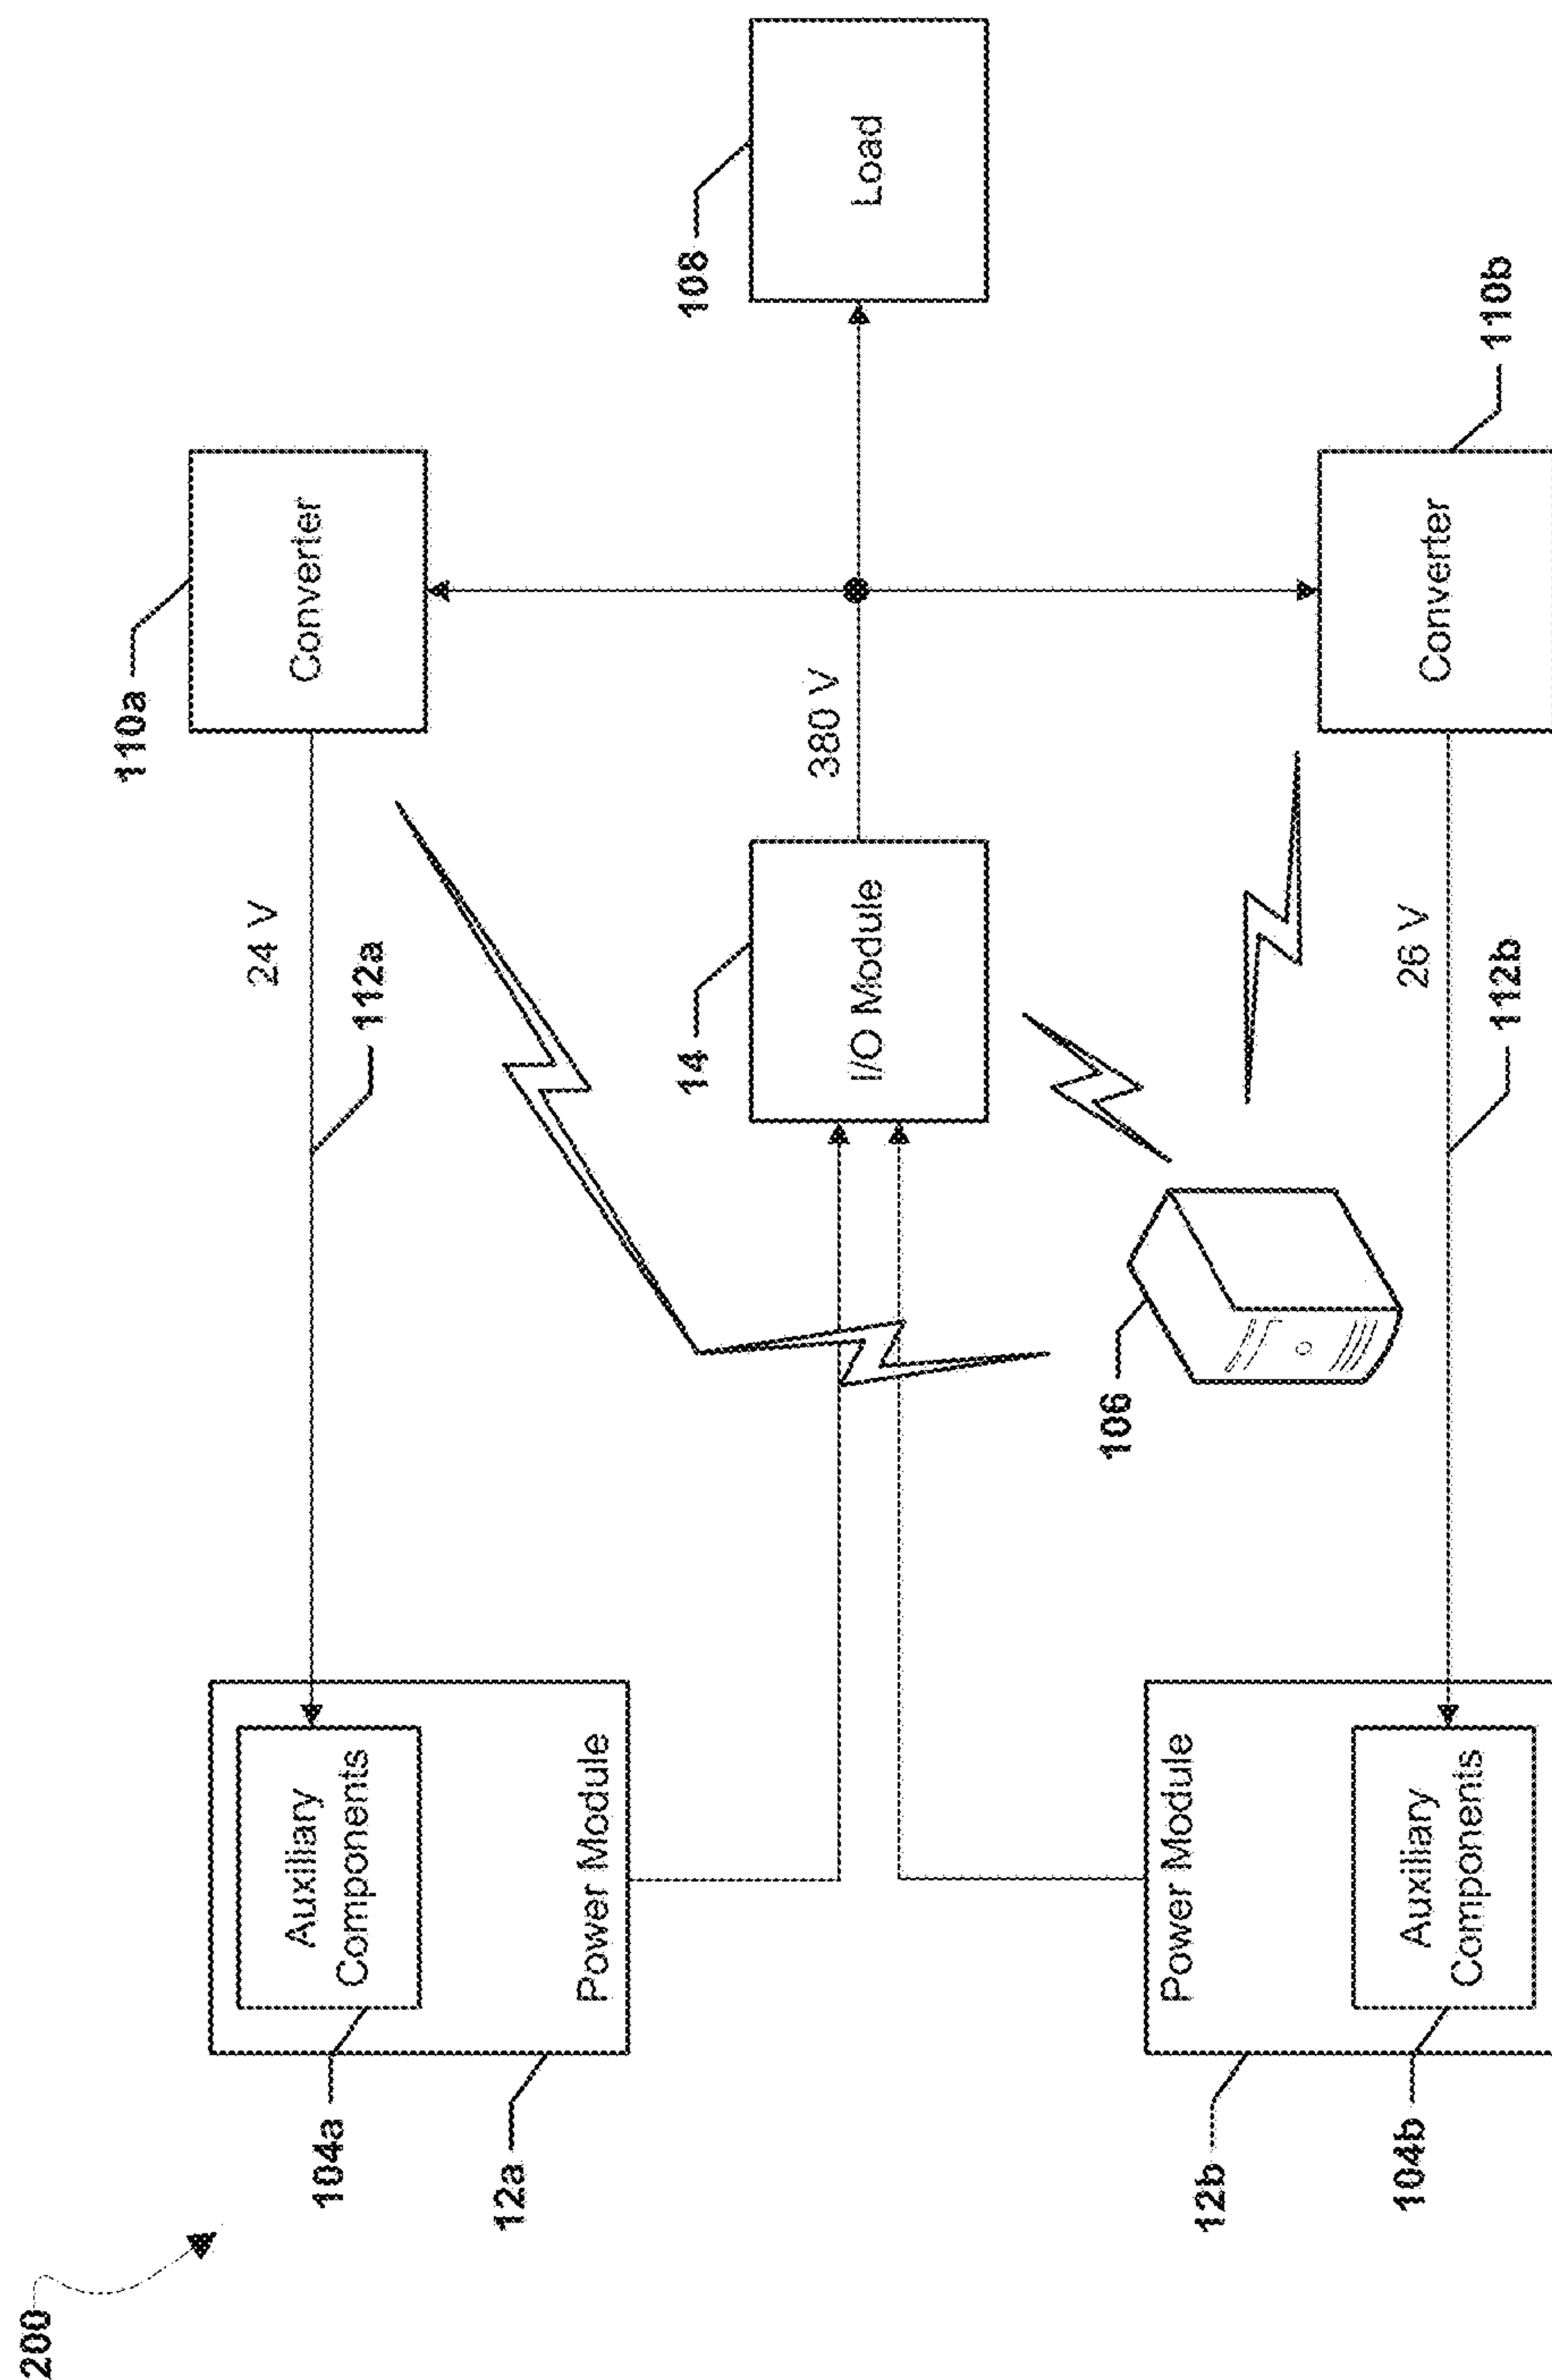 200
110a
24 V
Converter
Auxiliary
Components
104a
112a
12a
Power Module
14
108
380 V
I/O Module
Load
106
Power Module
12b
Auxiliary
Components
104b
26 V
Converter
112b
110b